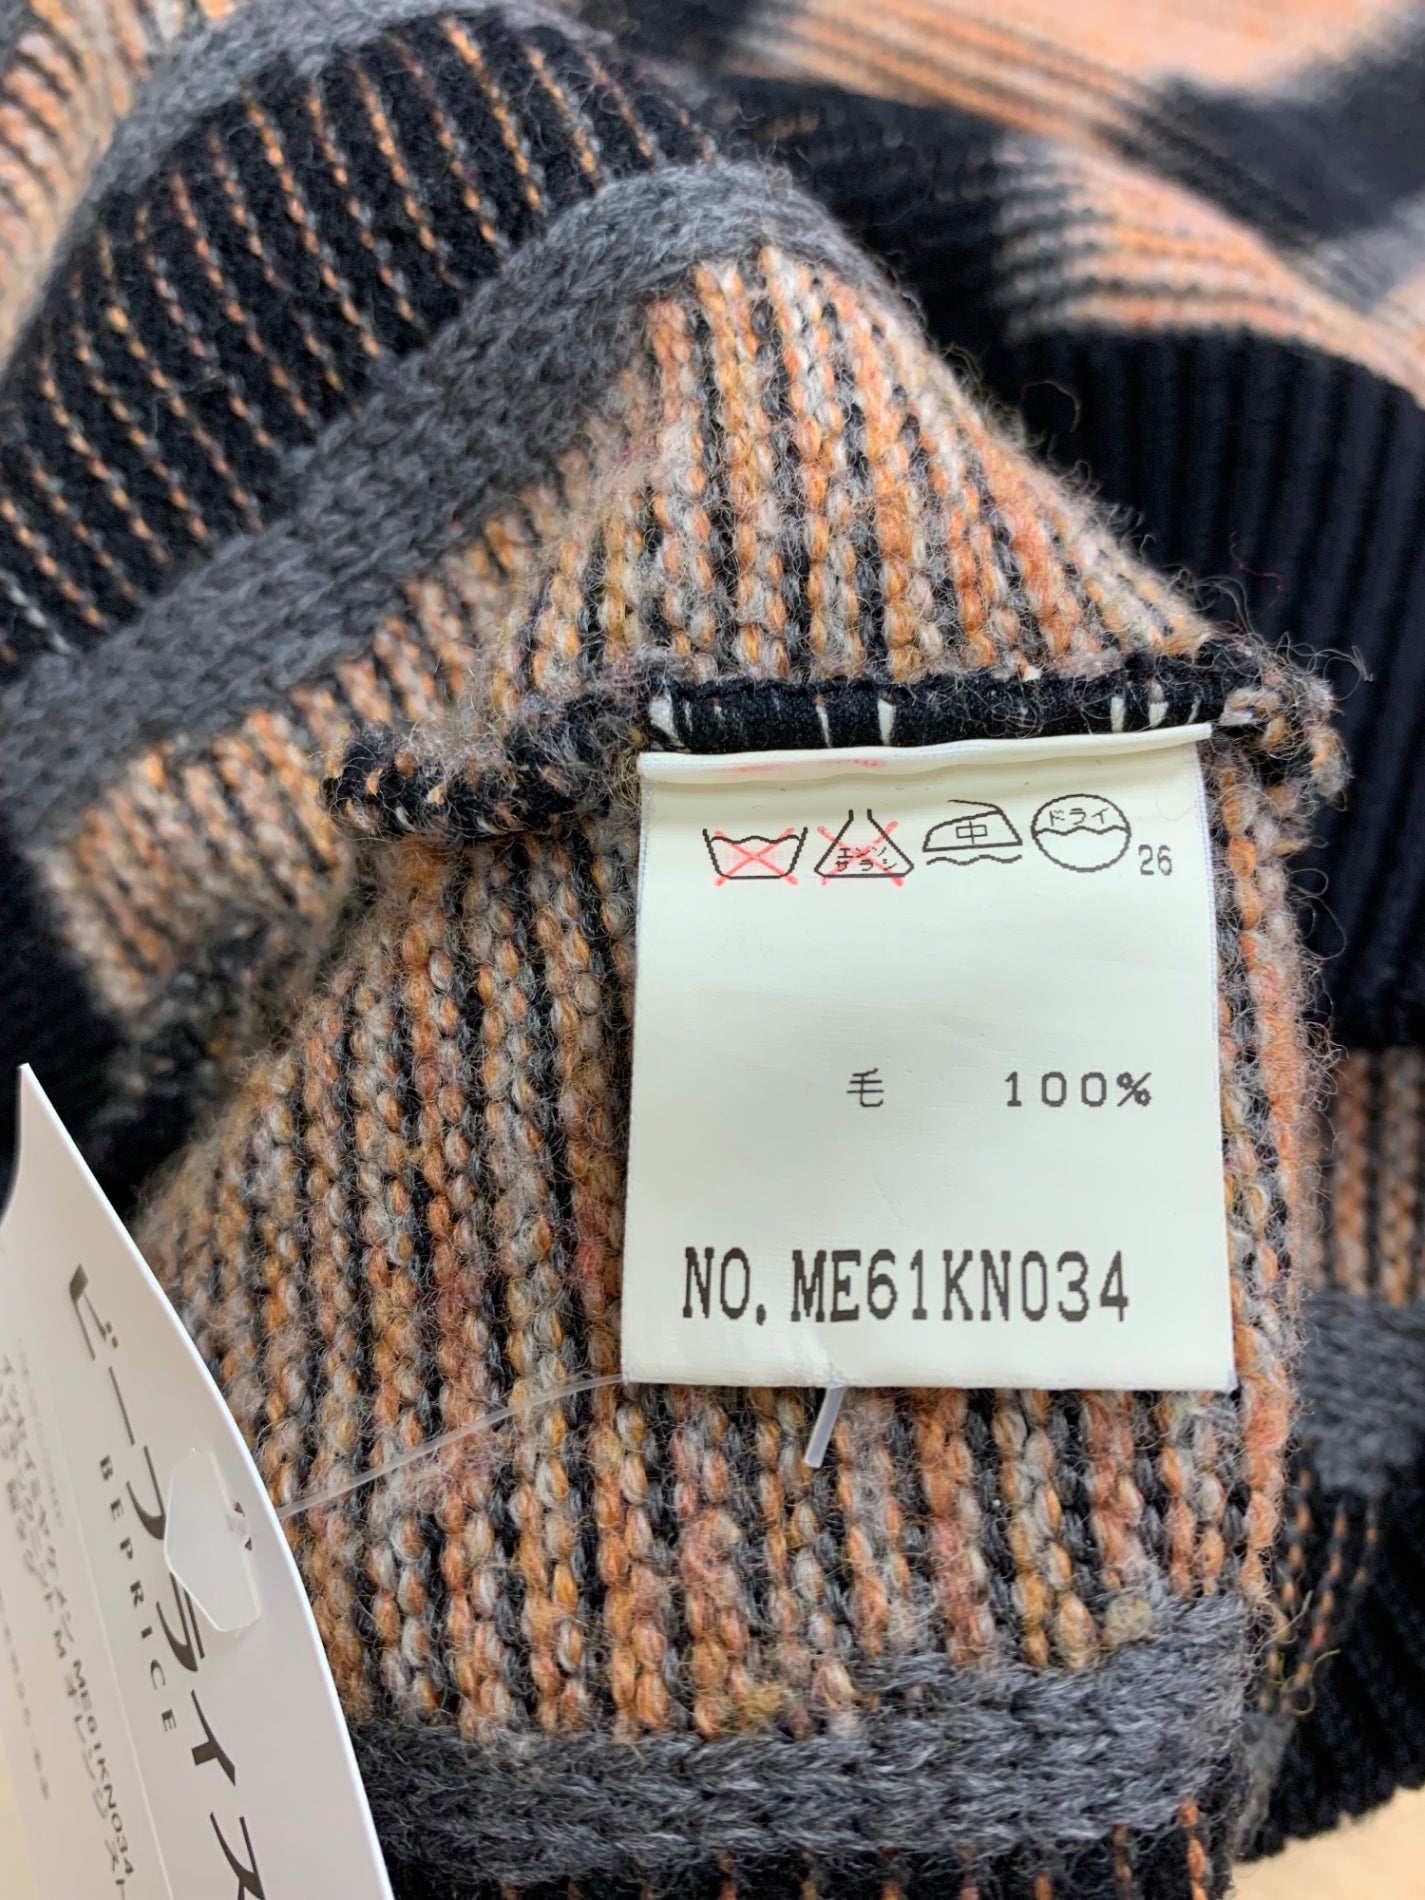 エンソ
サラシ
中
ドライ
26
毛 100%
NO. ME61KN034
ビープライス
BEPRICE
ME61KN034